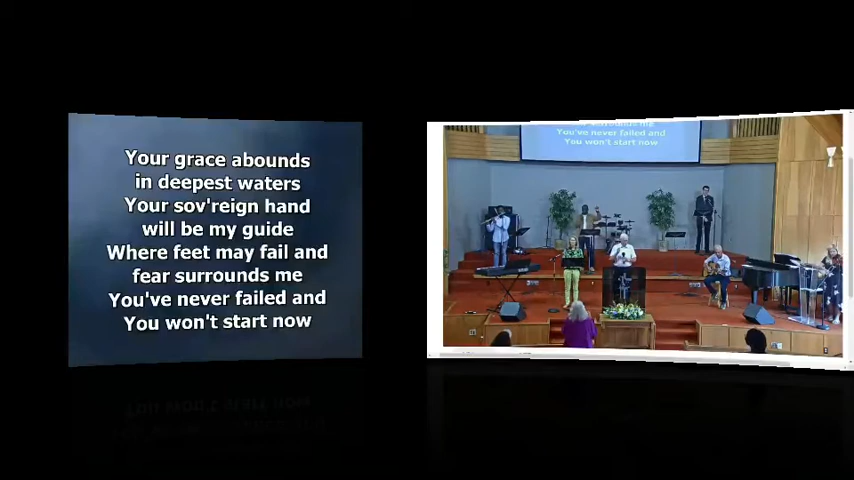 Your grace abounds
in deepest waters
Your sov'reign hand
will be my guide
Where feet may fail and
fear surrounds me
You've never failed and
You won't start now
You've never failed and
You won't start now